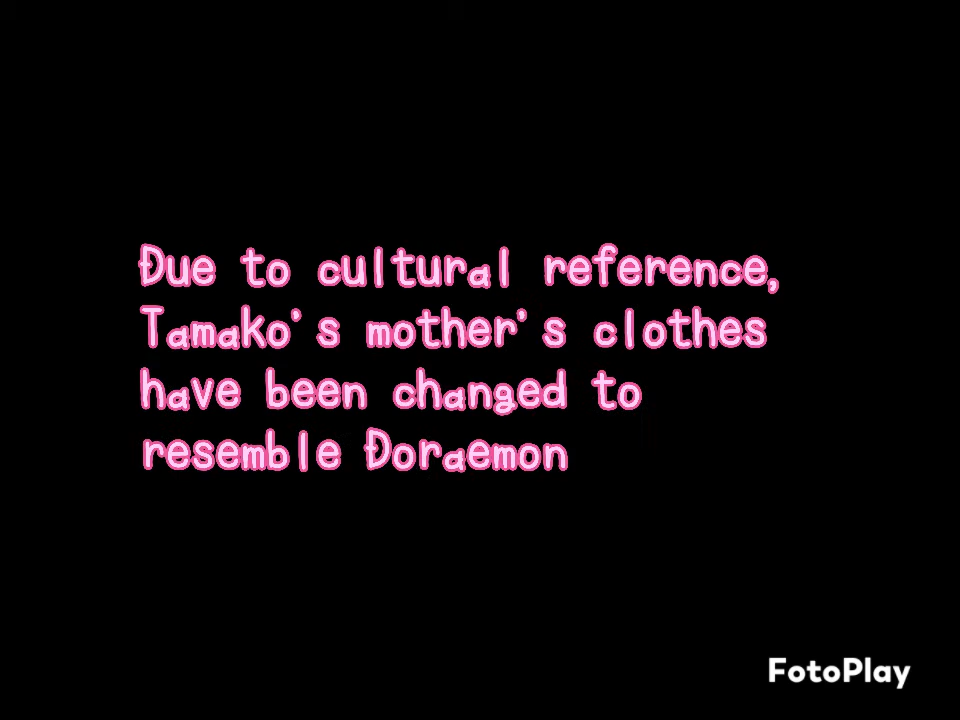 Due to cultural reference,
Tamako's mother's clothes
have been changed to
resemble Doraemon
FotoPlay